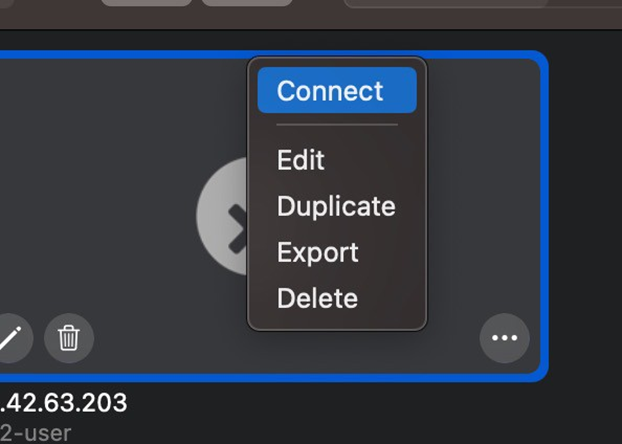 Connect
Edit
Duplicate
Export
Delete
.42.63.203
2-user